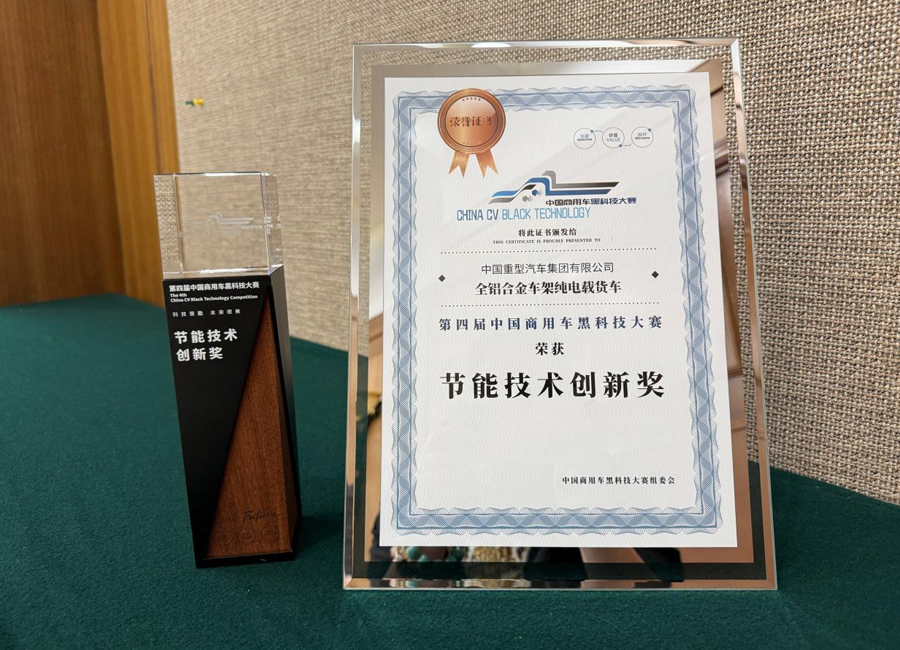 第四届中国商用车黑科技大赛
The 4th
China CV Black Technology Competition
节能技术
创新奖
荣誉证书
价值
VALUE
中国商用车黑科技大赛
CHINA CV BLACK TECHNOLOGY
将此证书颁发给
THIS CERTIFICATE IS PROUDLY PRESENTED TO
中国重型汽车集团有限公司
全铝合金车架纯电载货车
第四届中国商用车黑科技大赛
荣获
节能技术创新奖
中国商用车黑科技大赛组委会